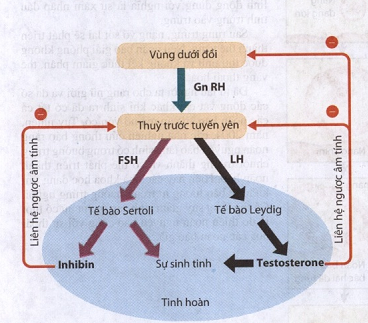 Vùng dưới đồi
Gn RH
Thuỳ trước tuyến yên
FSH
LH
Liên hệ ngược âm tính
Liên hệ ngược âm tính
Tế bào Sertoli
Tế bào Leydig
Inhibin
Sự sinh tinh
Testosterone
Tinh hoàn